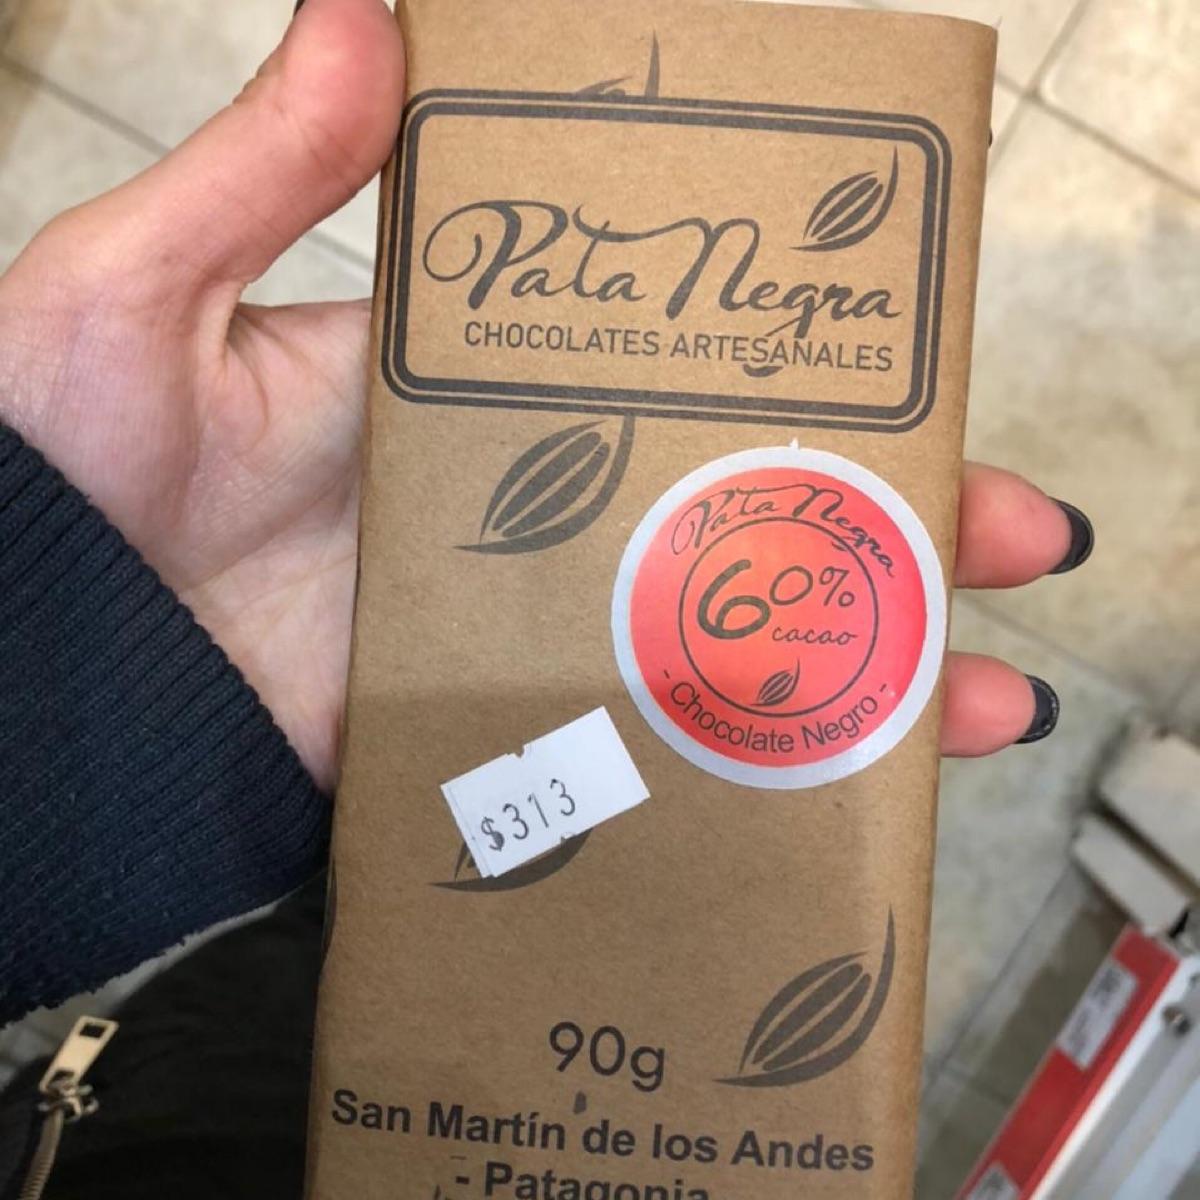 Pata Negra
CHOCOLATES ARTESANALES
Pata Negra
60%
cacao
- Chocolate Negro -
$313
90g
San Martín de los Andes
- Patagonia